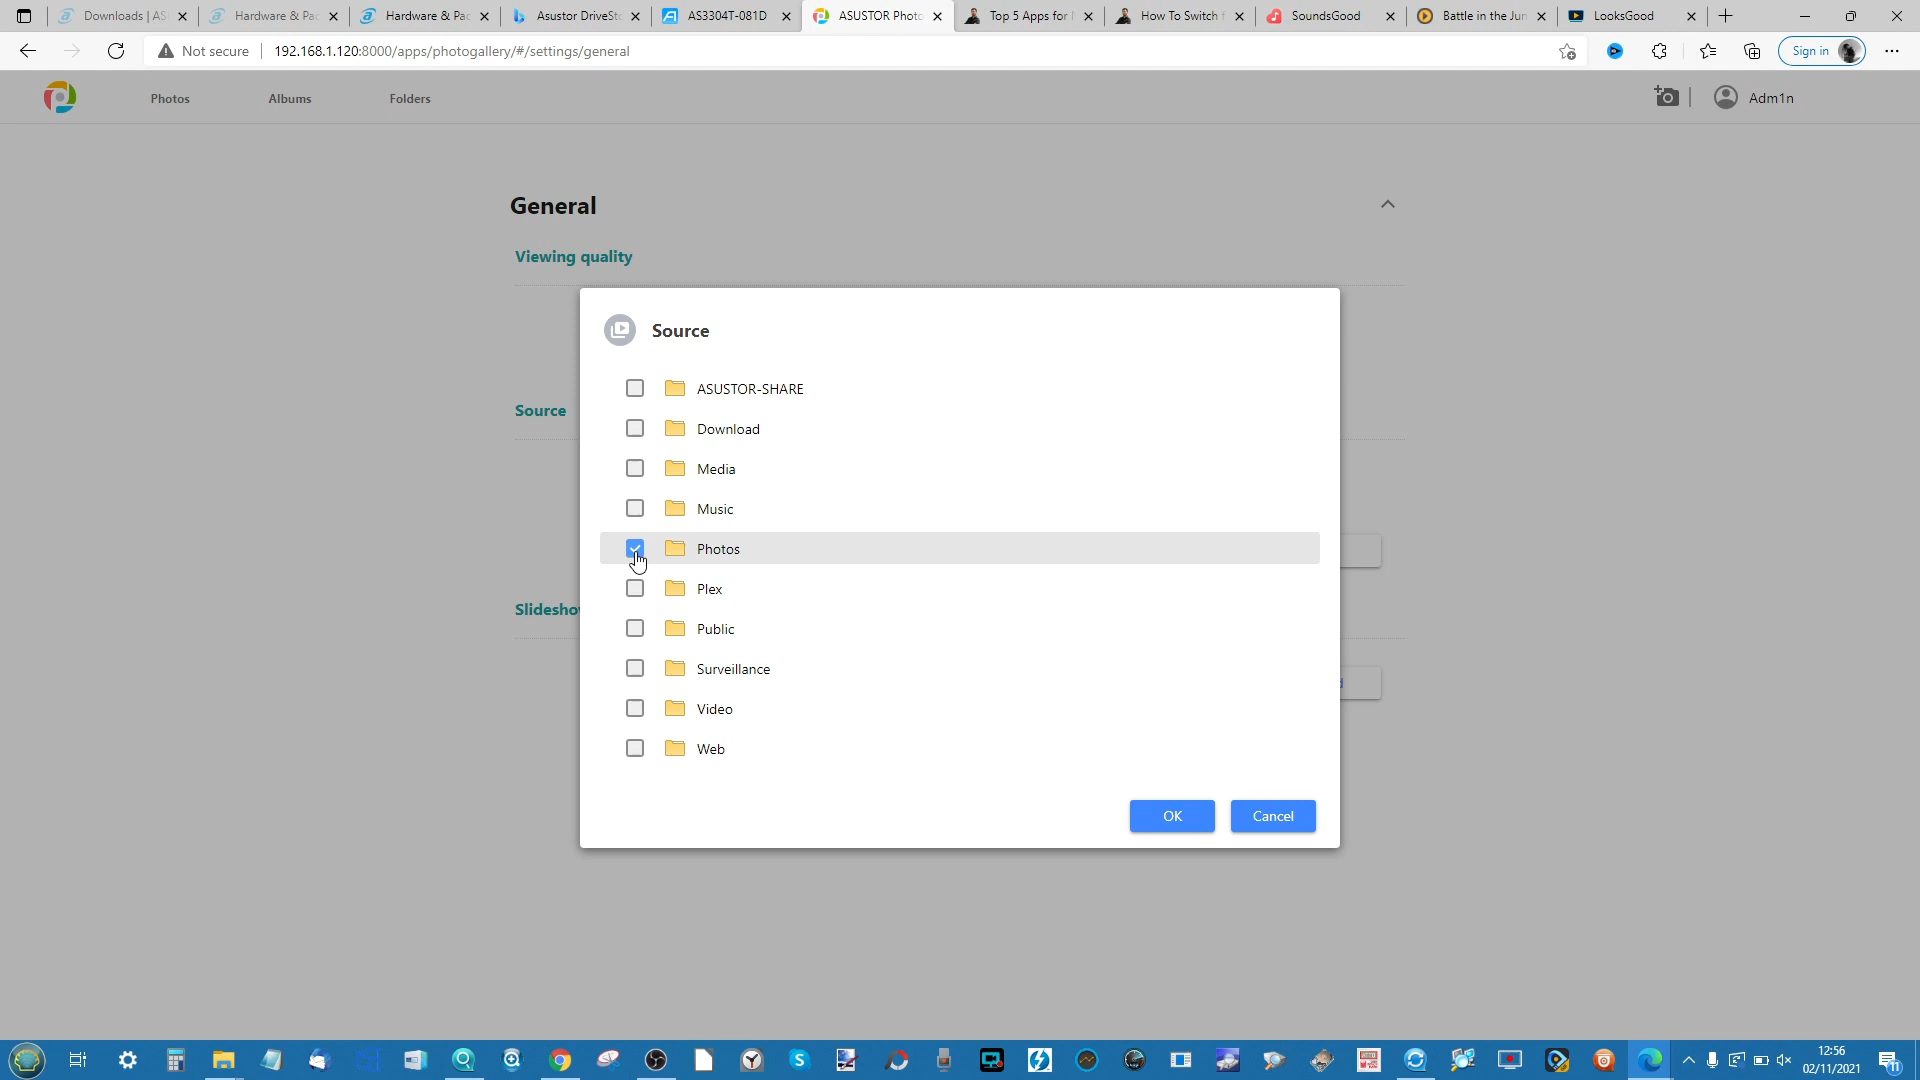 Downloads | AS
Hardware & Pac
Hardware & Pac
Asustor DriveSto
AS3304T-081D
ASUSTOR Photo
Top 5 Apps for
How To Switch
SoundsGood
Battle in the Jun
LooksGood
Not secure
192.168.1.120:8000/apps/photogallery/#/settings/general
Sign in
Photos
Albums
Folders
Adm1n
General
Viewing quality
Source
Slidesho
Source
ASUSTOR-SHARE
Download
Media
Music
Photos
Plex
Public
Surveillance
Video
Web
OK
Cancel
12:56
02/11/2021
11